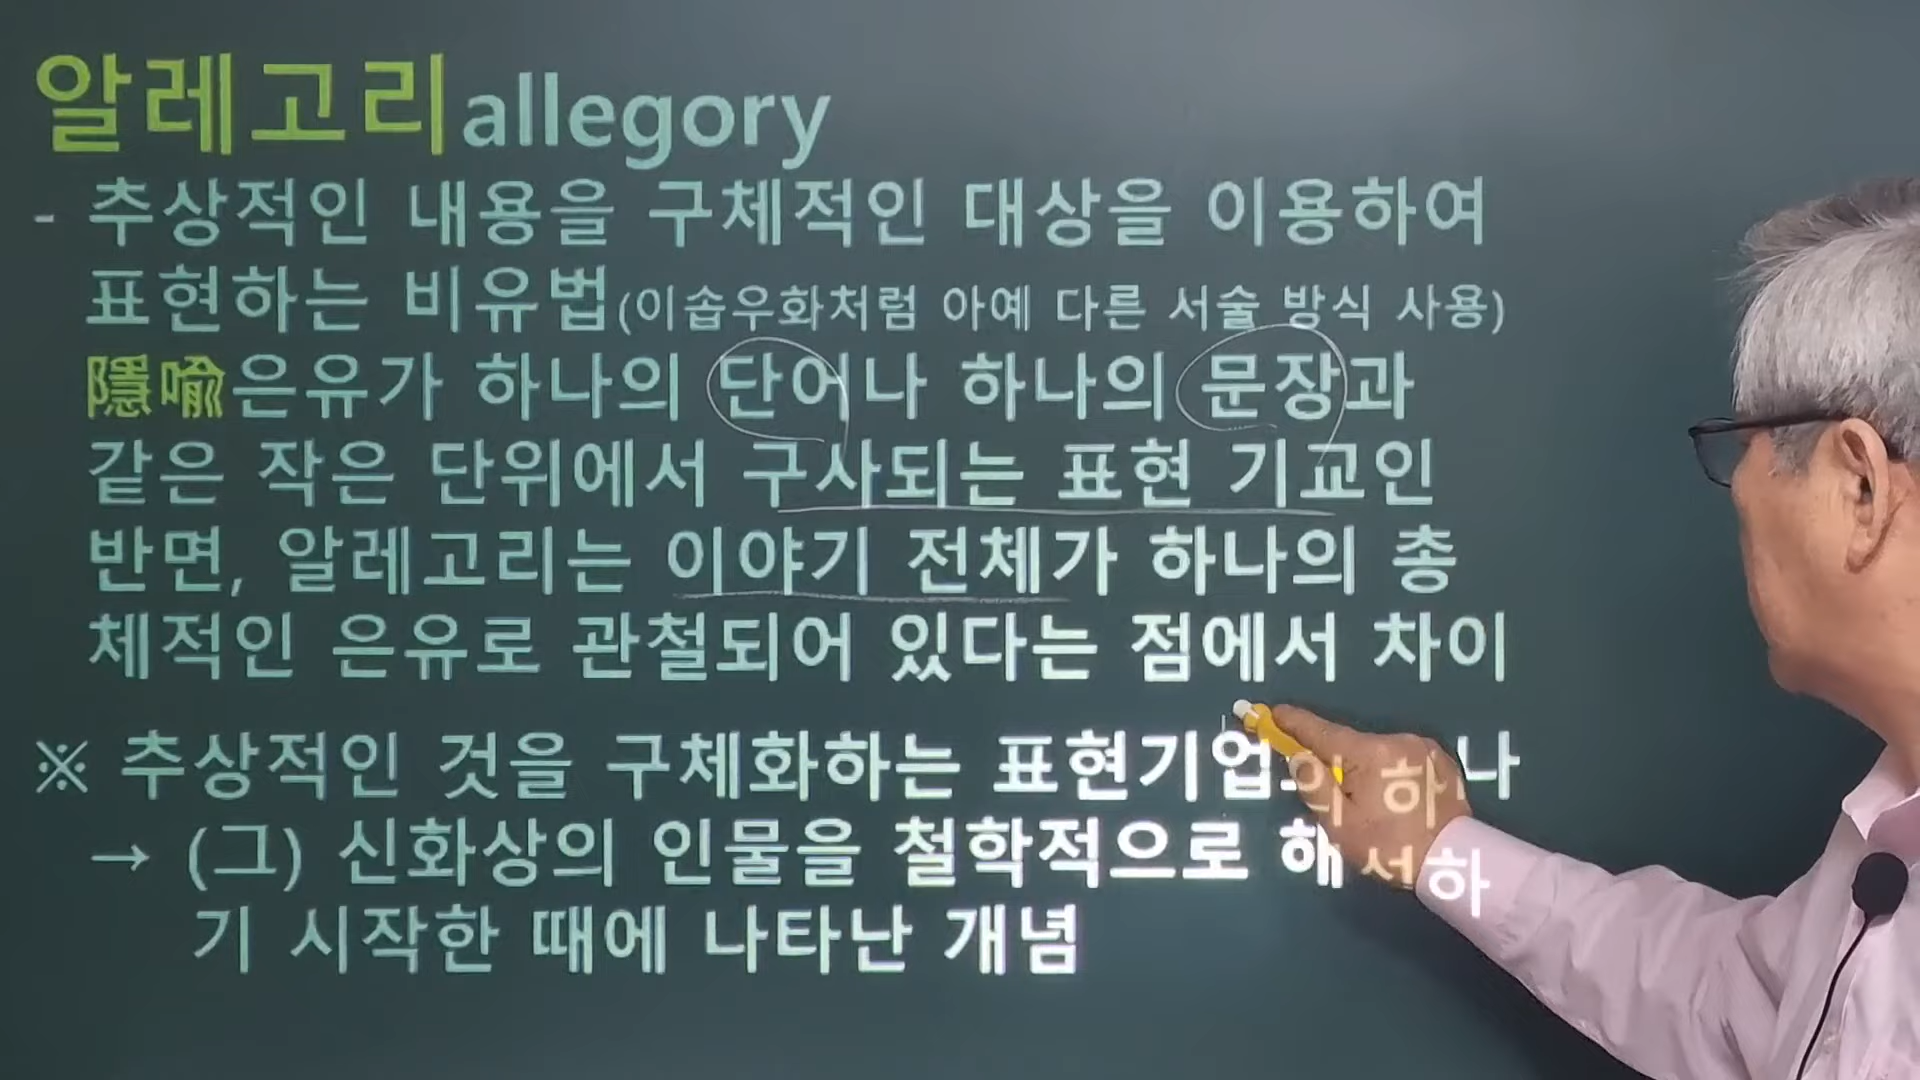 알레고리allegory
- 추상적인 내용을 구체적인 대상을 이용하여
표현하는 비유법(이솝우화처럼 아예 다른 서술 방식 사용)
隱喩은유가 하나의 단어나 하나의 문장과
같은 작은 단위에서 구사되는 표현 기교인
반면, 알레고리는 이야기 전체가 하나의 총
체적인 은유로 관철되어 있다는 점에서 차이
※ 추상적인 것을 구체화하는 표현기업의 하나
→ (그) 신화상의 인물을 철학적으로 해석하
기 시작한 때에 나타난 개념